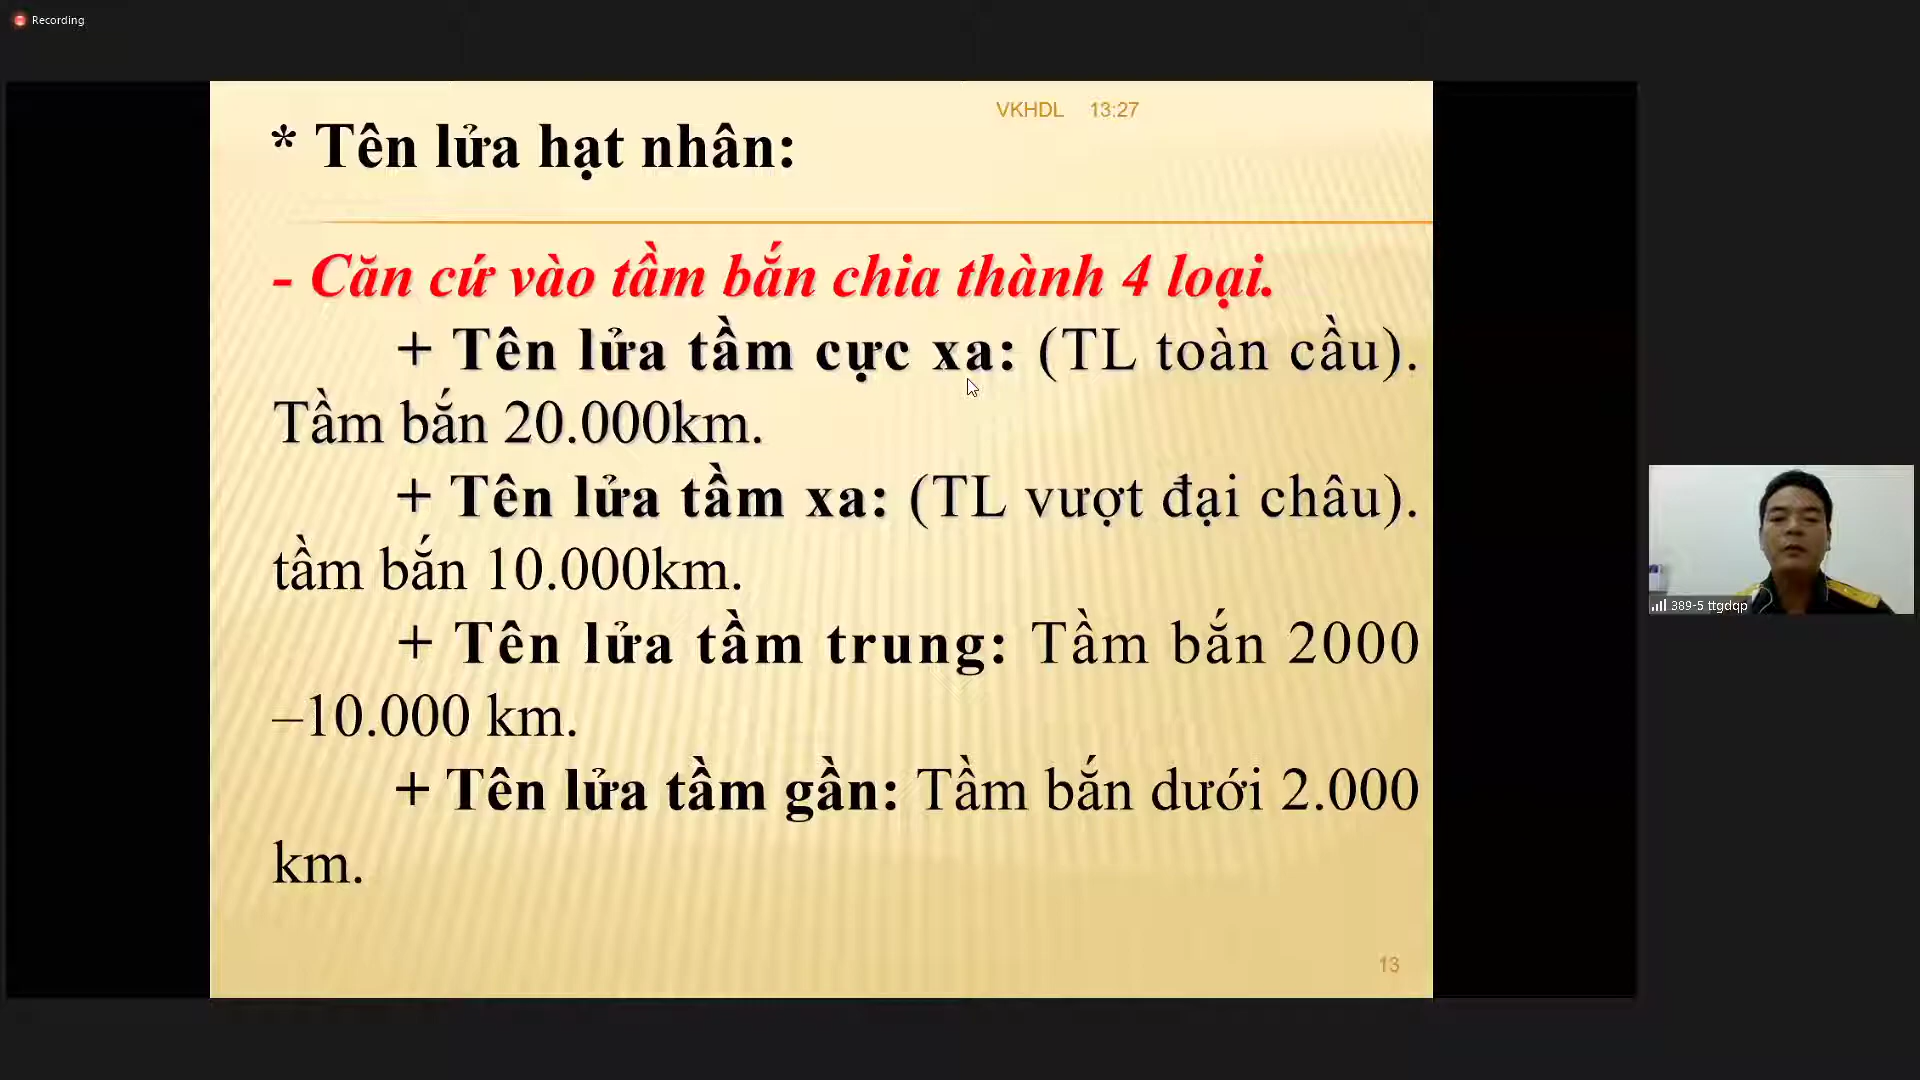 Recording
VKHDL 13:27
* Tên lửa hạt nhân:
- Căn cứ vào tầm bắn chia thành 4 loại.
+ Tên lửa tầm cực xa: (TL toàn cầu).
Tầm bắn 20.000km.
+ Tên lửa tầm xa: (TL vượt đại châu).
tầm bắn 10.000km.
+ Tên lửa tầm trung: Tầm bắn 2000
–10.000 km.
+ Tên lửa tầm gần: Tầm bắn dưới 2.000
km.
13
389-5 ttgdqp